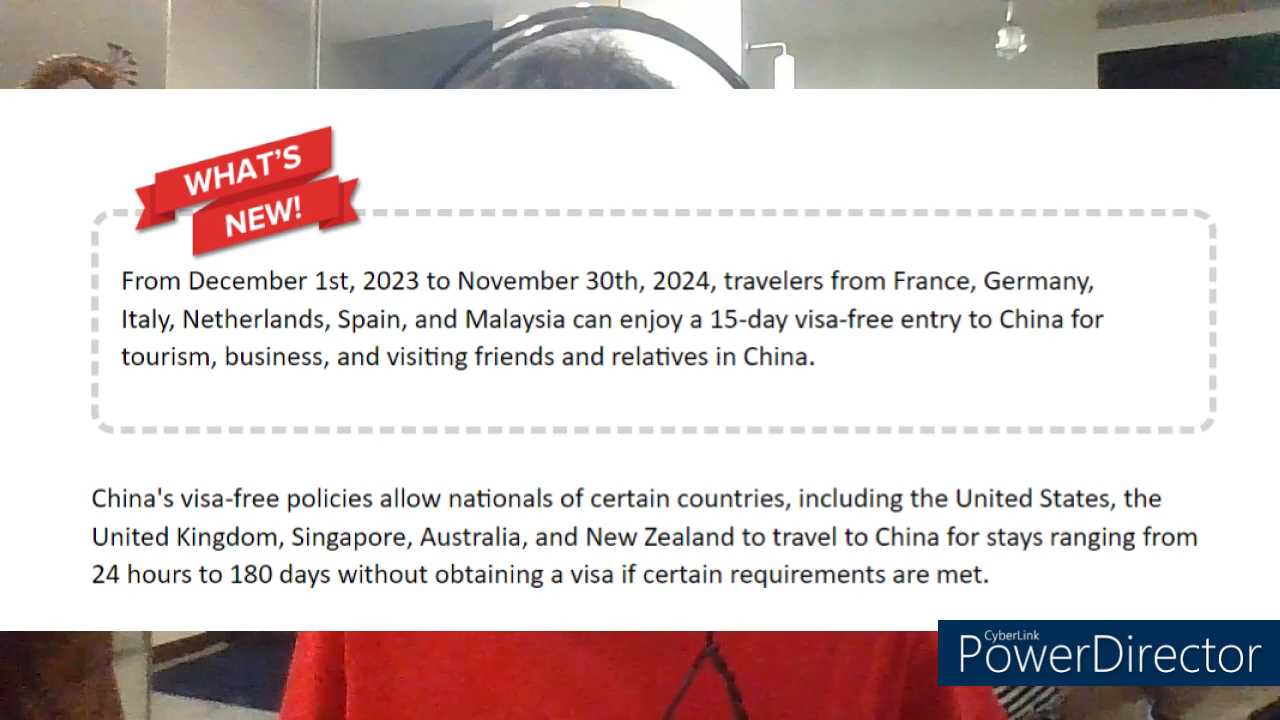 WHAT'S
NEW!
From December 1st, 2023 to November 30th, 2024, travelers from France, Germany,
Italy, Netherlands, Spain, and Malaysia can enjoy a 15-day visa-free entry to China for
tourism, business, and visiting friends and relatives in China.
China's visa-free policies allow nationals of certain countries, including the United States, the
United Kingdom, Singapore, Australia, and New Zealand to travel to China for stays ranging from
24 hours to 180 days without obtaining a visa if certain requirements are met.
CyberLink
PowerDirector